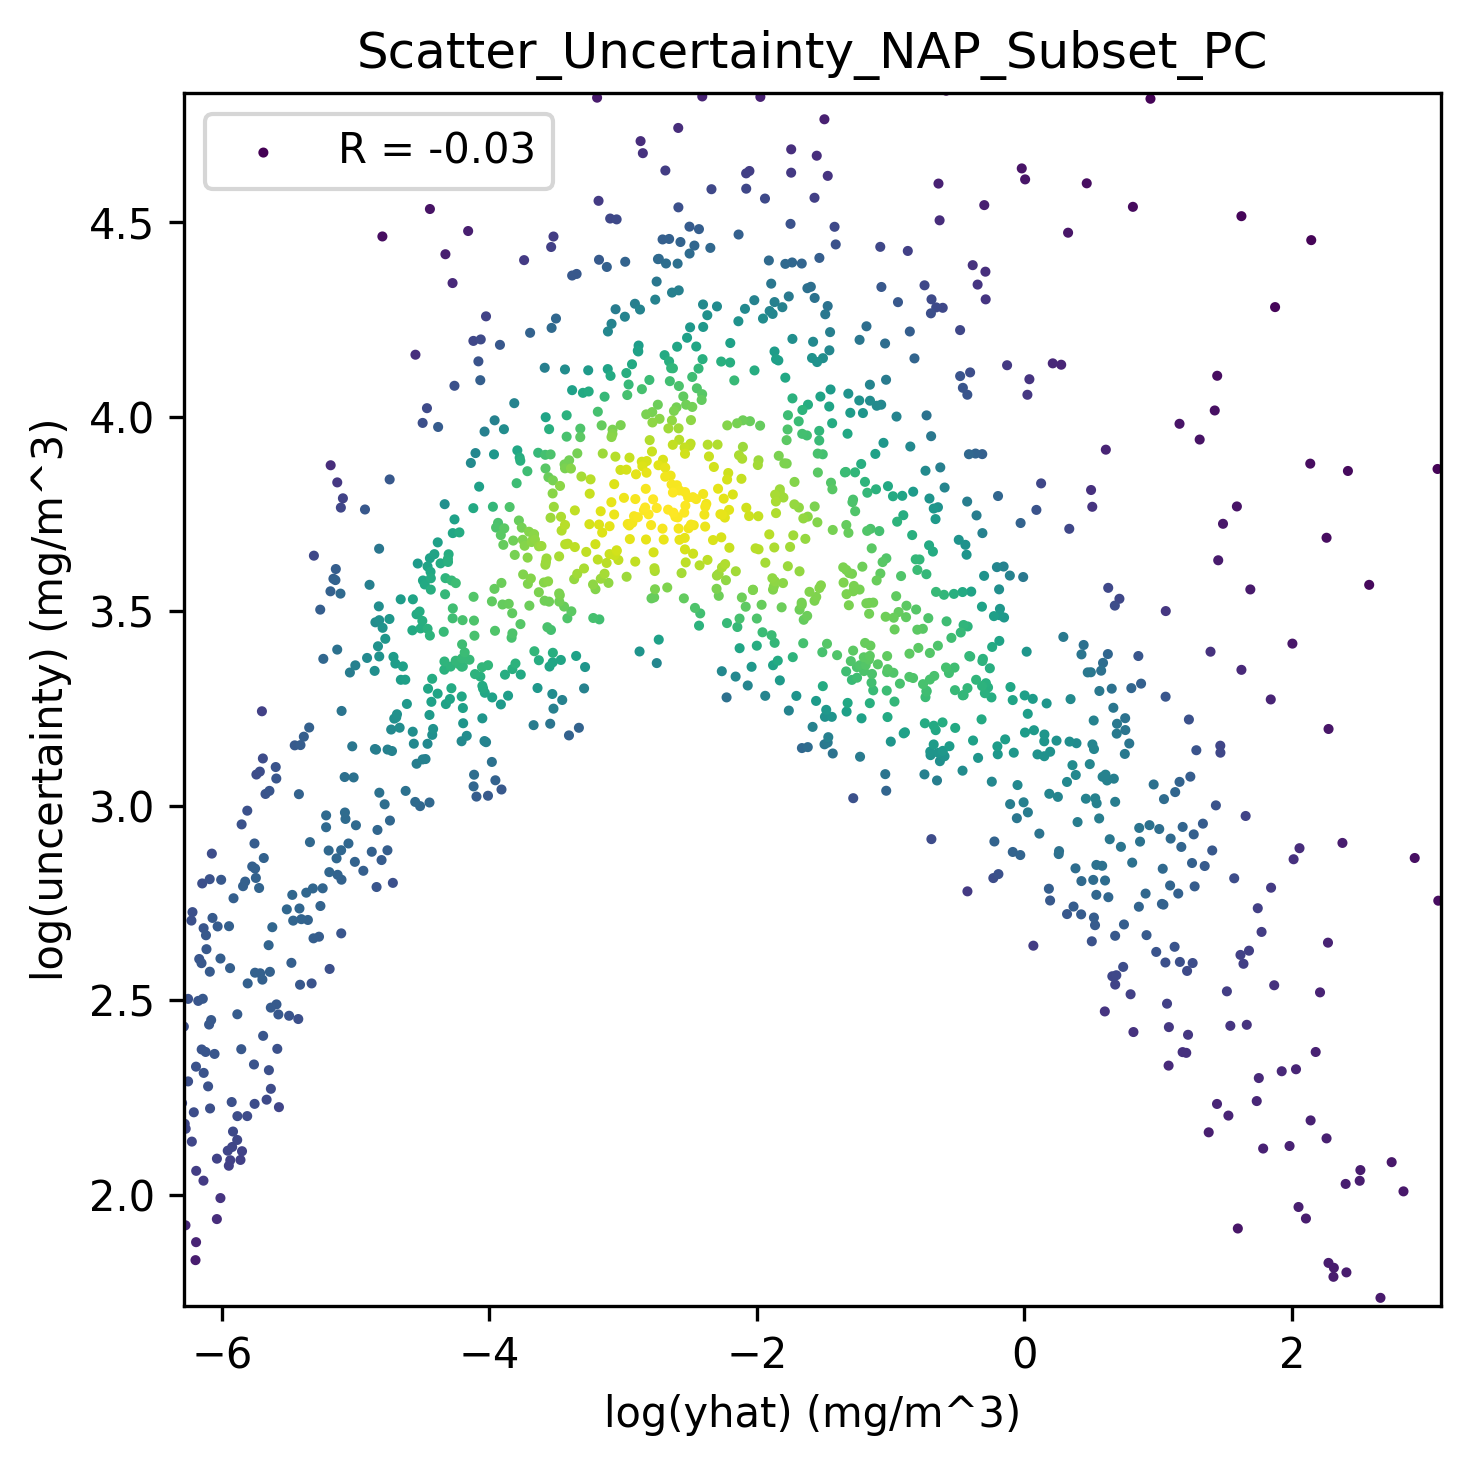 Scatter_Uncertainty_NAP_Subset_PC
R = -0.03
log(uncertainty) (mg/m^3)
4.5
4.0
3.5
3.0
2.5
2.0
−6 −4 −2 0 2
log(yhat) (mg/m^3)